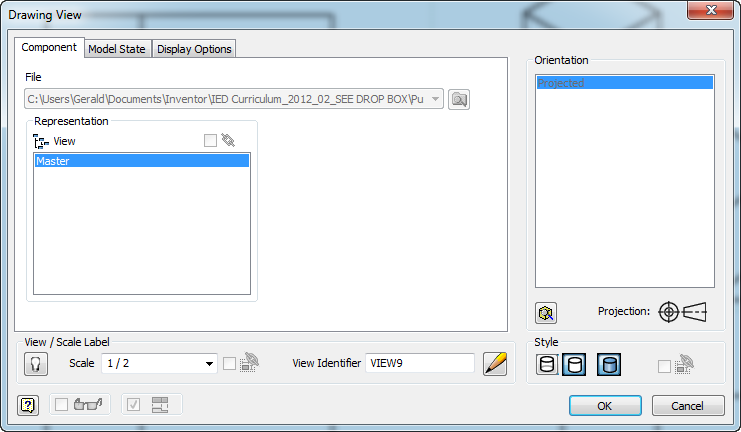 Drawing View
Component Model State Display Options
File
C:\Users\Gerald\Documents\Inventor\IED Curriculum_2012_02_SEE DROP BOX\Pu
Representation
View
Master
Orientation
Projected
Projection:
View / Scale Label
Scale 1 / 2 View Identifier VIEW9
Style
OK Cancel